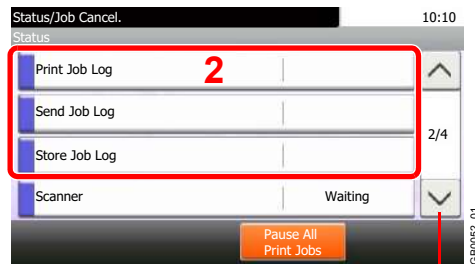 Status/Job Cancel. 10:10
Status
Print Job Log 2
Send Job Log
2/4
Store Job Log
Scanner Waiting
Pause All
Print Jobs
GB0052_01